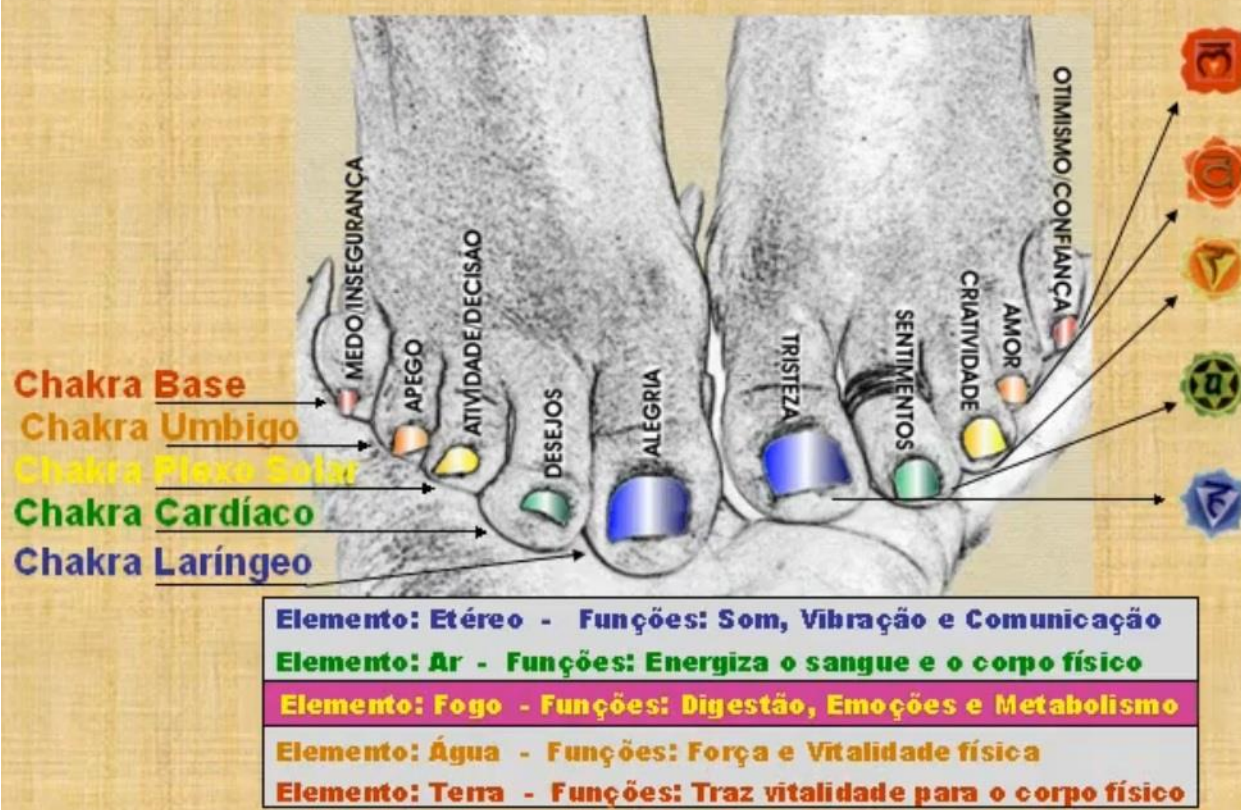 MEDO/INSEGURANÇA
APEGO
ATIVIDADE/DECISÃO
DESEJOS
ALEGRIA
TRISTEZA
SENTIMENTOS
CRIATIVIDADE
AMOR
OTIMISMO/CONFIANÇA
Chakra Base
Chakra Umbigo
Chakra Plexo Solar
Chakra Cardíaco
Chakra Laríngeo
Elemento: Etéreo - Funções: Som, Vibração e Comunicação
Elemento: Ar - Funções: Energiza o sangue e o corpo físico
Elemento: Fogo - Funções: Digestão, Emoções e Metabolismo
Elemento: Água - Funções: Força e Vitalidade física
Elemento: Terra - Funções: Traz vitalidade para o corpo físico